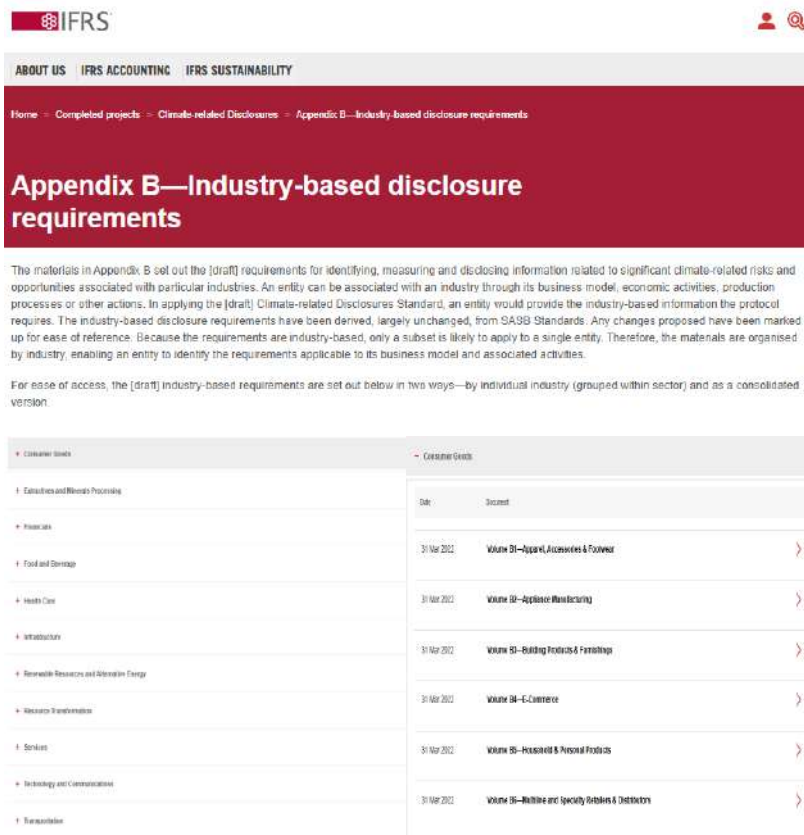 IFRS
ABOUT US IFRS ACCOUNTING IFRS SUSTAINABILITY
Home Completed projects Climate-related Disclosures Appendix B—Industry-based disclosure requirements
Appendix B—Industry-based disclosure
requirements
The materials in Appendix B set out the [draft] requirements for identifying, measuring and disclosing information related to significant climate-related risks and
opportunities associated with particular industries. An entity can be associated with an industry through its business model, economic activities, production
processes or other actions. In applying the [draft] Climate-related Disclosures Standard, an entity would provide the industry-based information the protocol
requires. The industry-based disclosure requirements have been derived, largely unchanged, from SASB Standards. Any changes proposed have been marked
up for ease of reference. Because the requirements are industry-based, only a subset is likely to apply to a single entity. Therefore, the materials are organised
by industry, enabling an entity to identify the requirements applicable to its business model and associated activities.
For ease of access, the [draft] industry-based requirements are set out below in two ways—by individual industry (grouped within sector) and as a consolidated
version.
+ Consumer Goods
+ Extractives and Minerals Processing
+ Financials
+ Food and Beverage
+ Health Care
+ Infrastructure
+ Renewable Resources and Alternative Energy
+ Resource Transformation
+ Services
+ Technology and Communications
+ Transportation
− Consumer Goods
Date Document
31 Mar 2022 Volume B1—Apparel, Accessories & Footwear
31 Mar 2022 Volume B2—Appliance Manufacturing
31 Mar 2022 Volume B3—Building Products & Furnishings
31 Mar 2022 Volume B4—E-Commerce
31 Mar 2022 Volume B5—Household & Personal Products
31 Mar 2022 Volume B6—Multiline and Specialty Retailers & Distributors